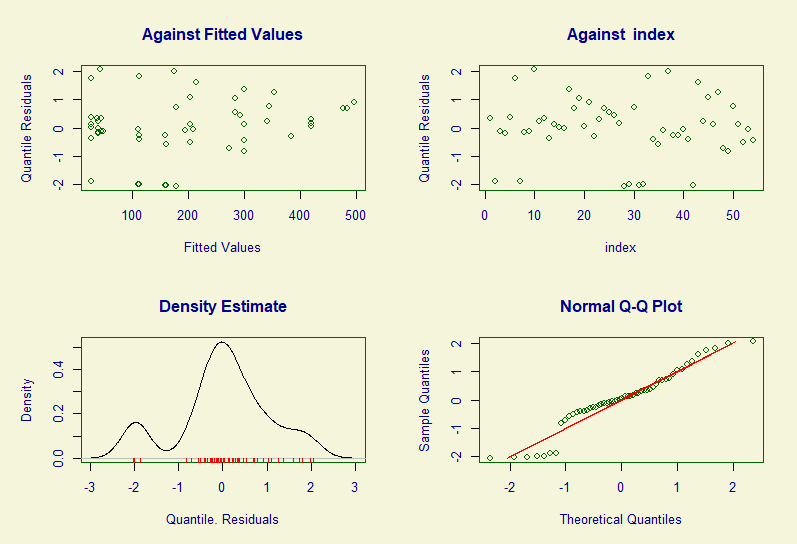 Against Fitted Values
Quantile Residuals
2
1
0
-1
-2
100 200 300 400 500
Fitted Values
Against  index
Quantile Residuals
2
1
0
-1
-2
0 10 20 30 40 50
index
Density Estimate
Density
0.4
0.2
0.0
-3 -2 -1 0 1 2 3
Quantile. Residuals
Normal Q-Q Plot
Sample Quantiles
2
1
0
-1
-2
-2 -1 0 1 2
Theoretical Quantiles